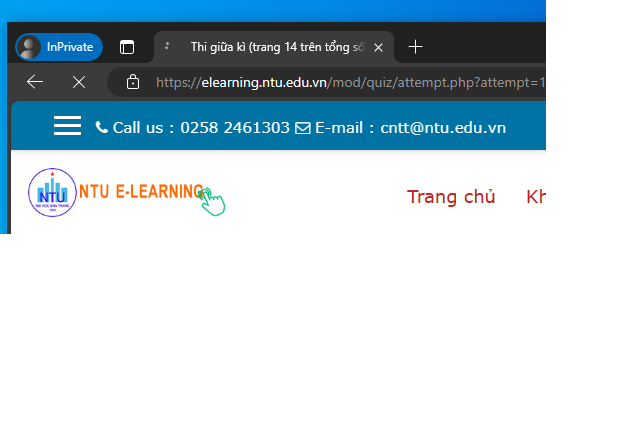 InPrivate
Thi giữa kì (trang 14 trên tổng số
https://elearning.ntu.edu.vn/mod/quiz/attempt.php?attempt=1
Call us : 0258 2461303 E-mail : cntt@ntu.edu.vn
NTU
NTU E-LEARNING
Trang chủ Kh